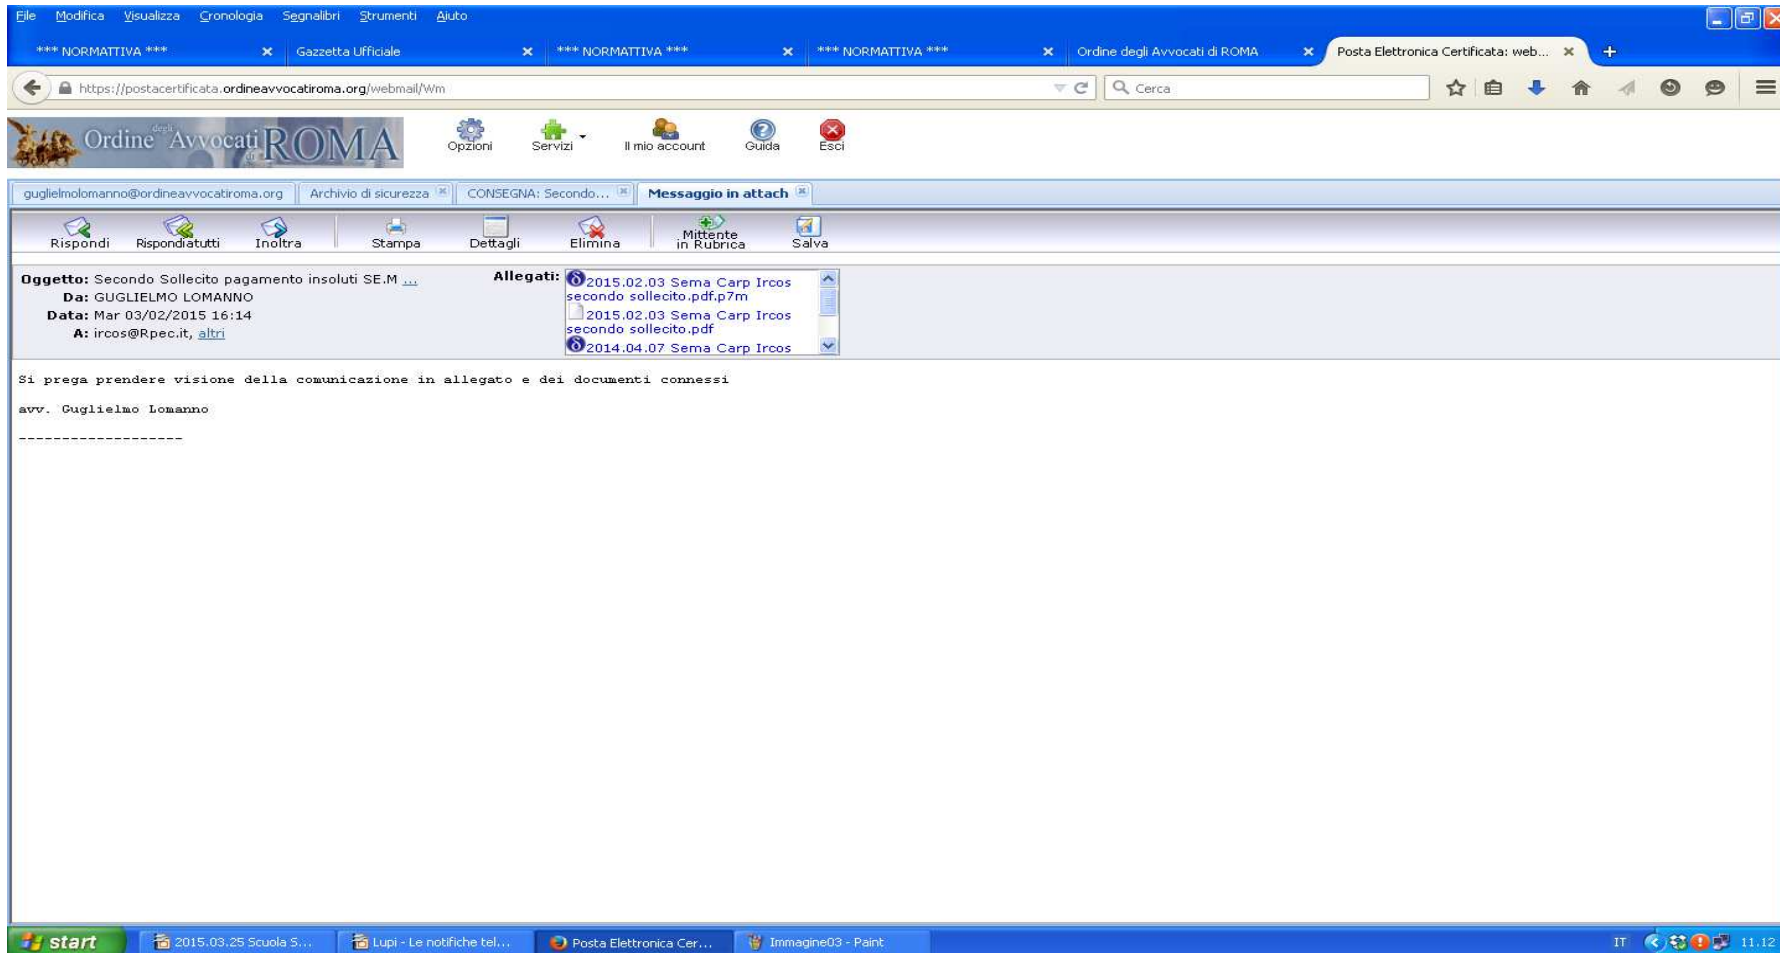 File Modifica Visualizza Cronologia Segnalibri Strumenti Aiuto
*** NORMATTIVA *** Gazzetta Ufficiale *** NORMATTIVA *** *** NORMATTIVA *** Ordine degli Avvocati di ROMA Posta Elettronica Certificata: web...
https://postacertificata.ordineavvocatiroma.org/webmail/Wm Cerca
Ordine degli Avvocati di ROMA
Opzioni Servizi Il mio account Guida Esci
guglielmolomanno@ordineavvocatiroma.org Archivio di sicurezza CONSEGNA: Secondo... Messaggio in attach
Rispondi Rispondi a tutti Inoltra Stampa Dettagli Elimina Mittente in Rubrica Salva
Oggetto: Secondo Sollecito pagamento insoluti SE.M ...
Da: GUGLIELMO LOMANNO
Data: Mar 03/02/2015 16:14
A: ircos@Rpec.it, altri
Allegati: 2015.02.03 Sema Carp Ircos
secondo sollecito.pdf.p7m
2015.02.03 Sema Carp Ircos
secondo sollecito.pdf
2014.04.07 Sema Carp Ircos
Si prega prendere visione della comunicazione in allegato e dei documenti connessi
avv. Guglielmo Lomanno
-------------------
start 2015.03.25 Scuola S... Lupi - Le notifiche tel... Posta Elettronica Cer... Immagine03 - Paint IT 11.12